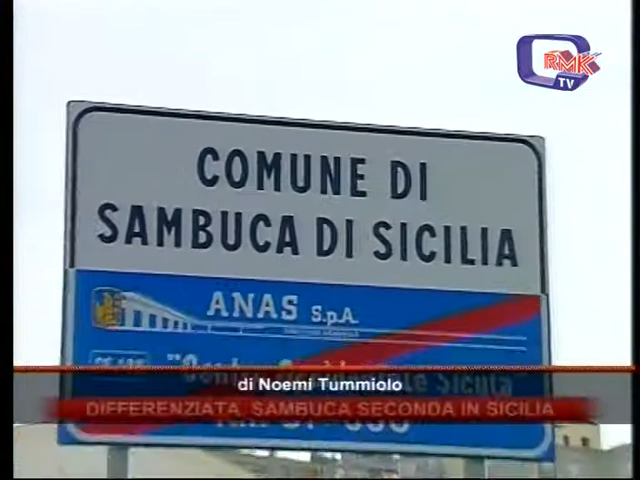 RMK
TV
COMUNE DI
SAMBUCA DI SICILIA
ANAS S.p.A.
di Noemi Tummiolo
DIFFERENZIATA, SAMBUCA SECONDA IN SICILIA